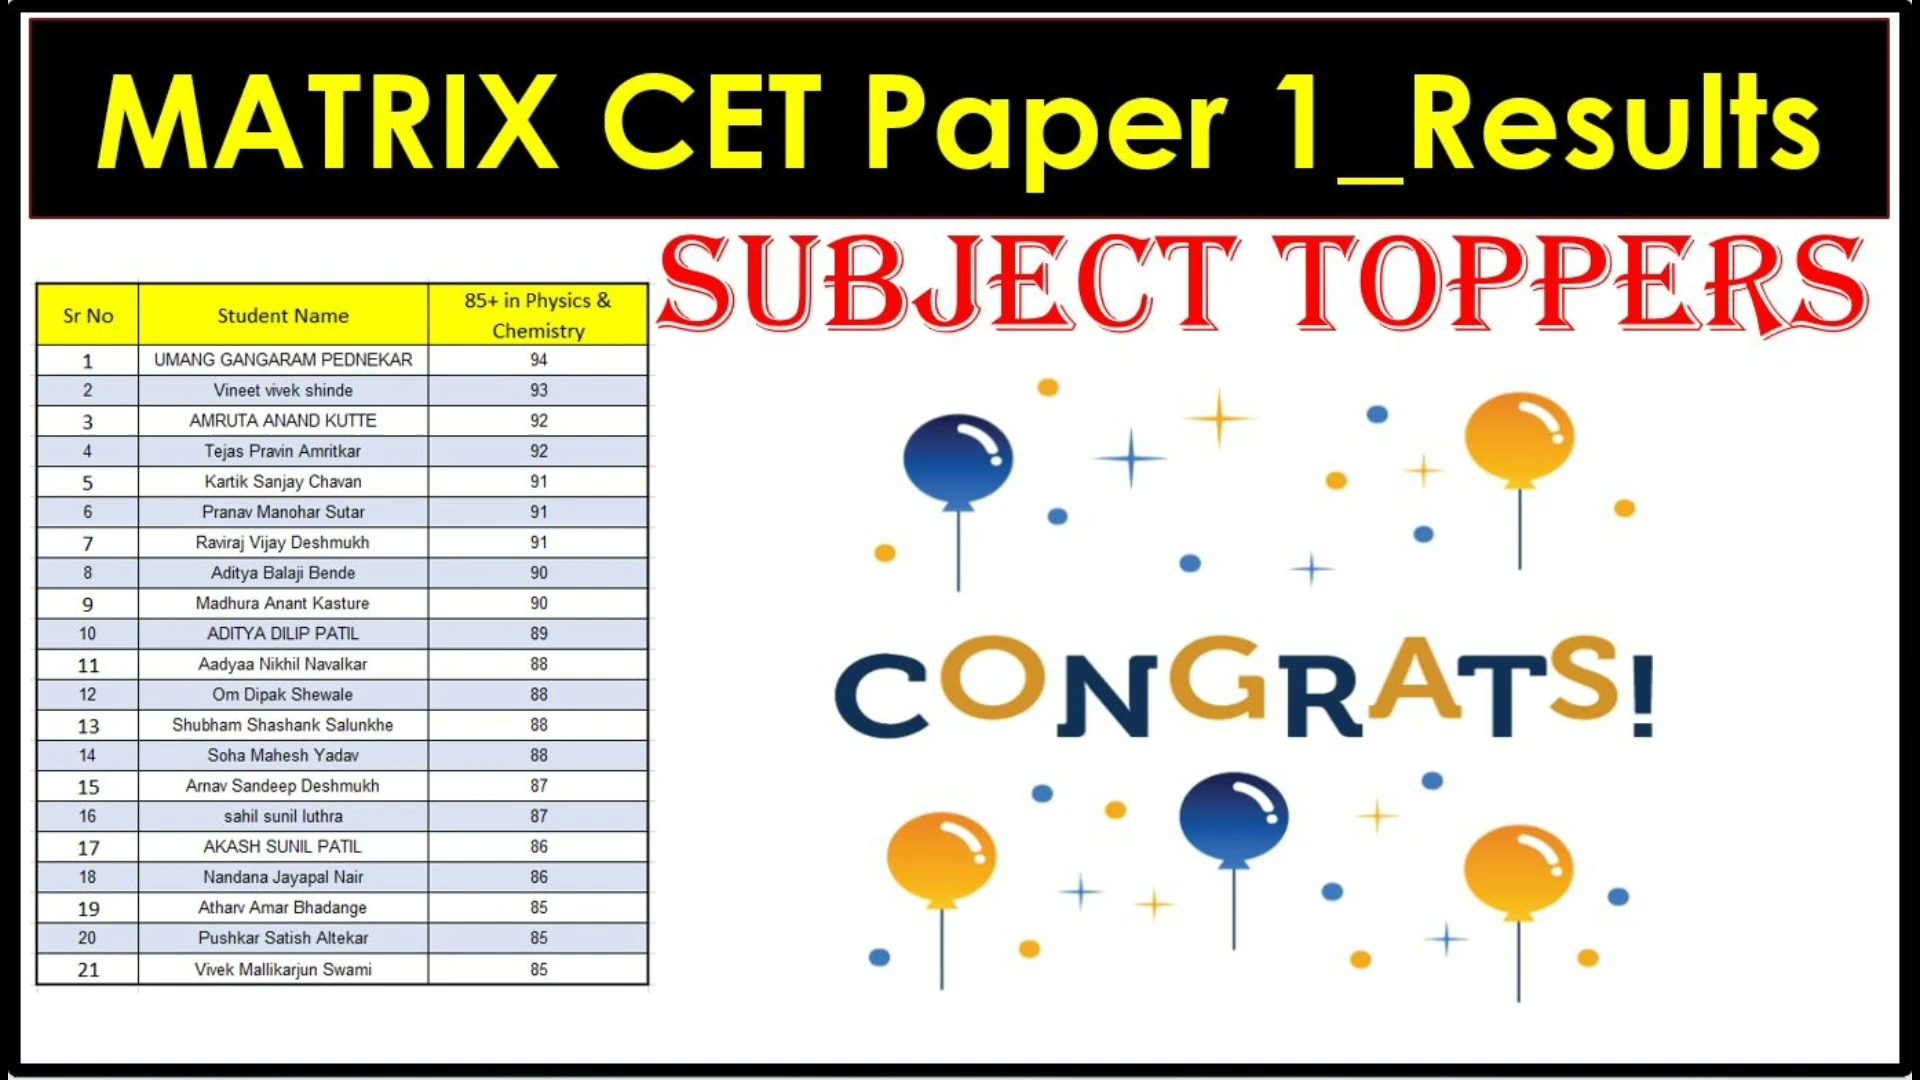 MATRIX CET Paper 1_Results
SUBJECT TOPPERS
Sr No Student Name 85+ in Physics & Chemistry
1 UMANG GANGARAM PEDNEKAR 94
2 Vineet vivek shinde 93
3 AMRUTA ANAND KUTTE 92
4 Tejas Pravin Amritkar 92
5 Kartik Sanjay Chavan 91
6 Pranav Manohar Sutar 91
7 Raviraj Vijay Deshmukh 91
8 Aditya Balaji Bende 90
9 Madhura Anant Kasture 90
10 ADITYA DILIP PATIL 89
11 Aadyaa Nikhil Navalkar 88
12 Om Dipak Shewale 88
13 Shubham Shashank Salunkhe 88
14 Soha Mahesh Yadav 88
15 Arnav Sandeep Deshmukh 87
16 sahil sunil luthra 87
17 AKASH SUNIL PATIL 86
18 Nandana Jayapal Nair 86
19 Atharv Amar Bhadange 85
20 Pushkar Satish Altekar 85
21 Vivek Mallikarjun Swami 85
CONGRATS!